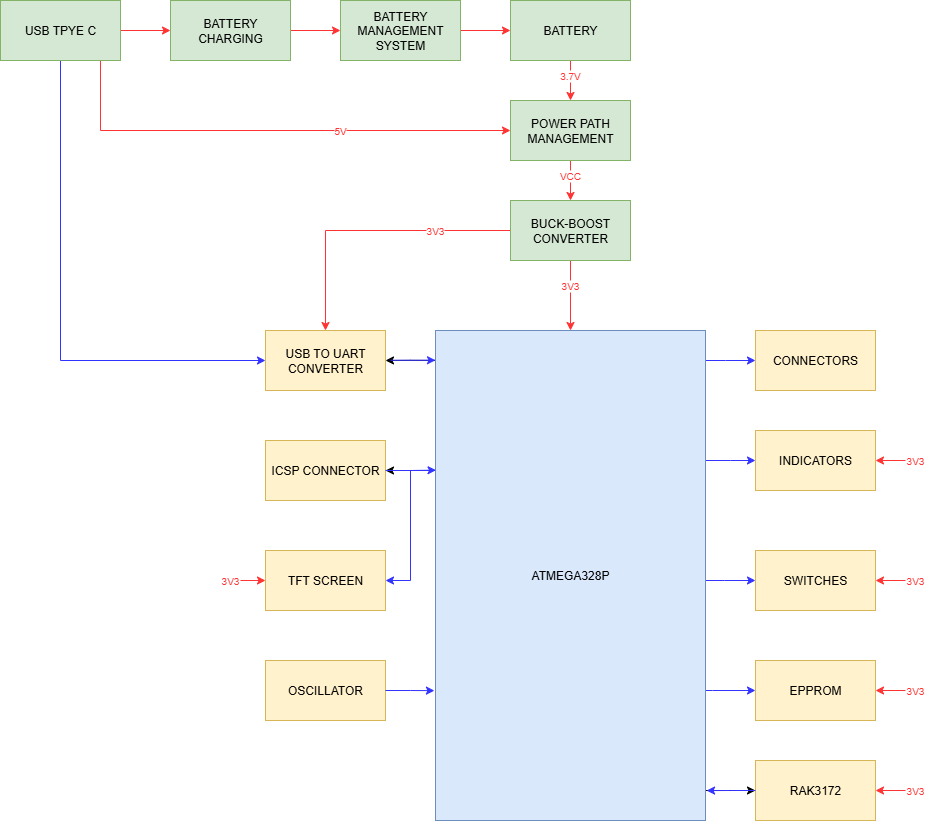 USB TPYE C
BATTERY
CHARGING
BATTERY
MANAGEMENT
SYSTEM
BATTERY
3.7V
5V
POWER PATH
MANAGEMENT
VCC
BUCK-BOOST
CONVERTER
3V3
3V3
USB TO UART
CONVERTER
CONNECTORS
ICSP CONNECTOR
INDICATORS
3V3
3V3
TFT SCREEN
ATMEGA328P
SWITCHES
3V3
OSCILLATOR
EPPROM
3V3
RAK3172
3V3